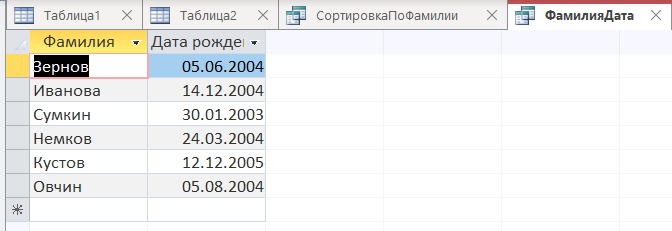 Таблица1 Таблица2 СортировкаПоФамилии ФамилияДата
Фамилия Дата рожде
Зернов 05.06.2004
Иванова 14.12.2004
Сумкин 30.01.2003
Немков 24.03.2004
Кустов 12.12.2005
Овчин 05.08.2004